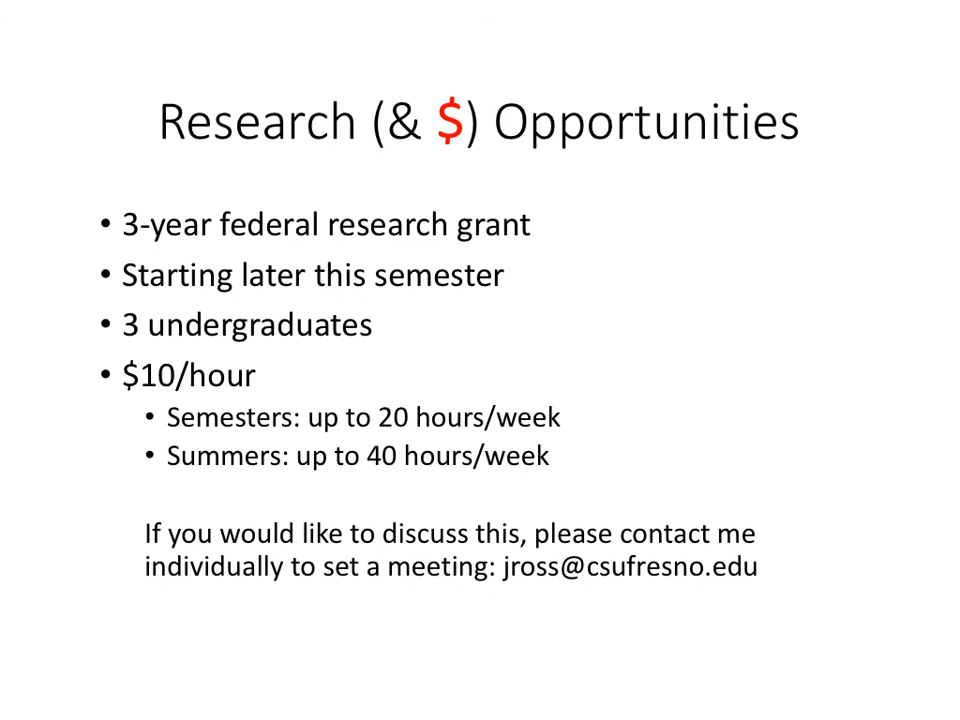 Research (& $) Opportunities
• 3-year federal research grant
• Starting later this semester
• 3 undergraduates
• $10/hour
• Semesters: up to 20 hours/week
• Summers: up to 40 hours/week
If you would like to discuss this, please contact me
individually to set a meeting: jross@csufresno.edu